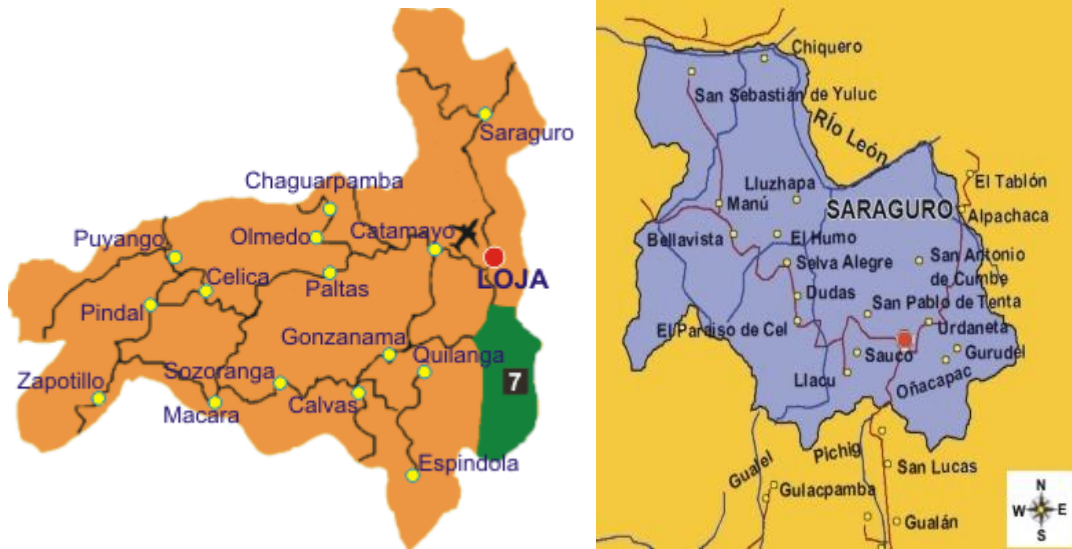 Saraguro
Chaguarpamba
Olmedo
Catamayo
Puyango
LOJA
Celica
Paltas
Pindal
Gonzanama
Quilanga
Sozoranga
Zapotillo
7
Macara
Calvas
Espindola
Chiquero
San Sebastián de Yuluc
Río León
El Tablón
Lluzhapa
Manú
SARAGURO
Alpachaca
Bellavista
El Humo
San Antonio
de Cumbe
Selva Alegre
Dudas
San Pablo de Tenta
El Paraiso de Cel
Urdaneta
Sauco
Gurudel
Llacu
Oñacapac
Gualel
Pichig
San Lucas
Gulacpamba
Gualán
N
W E
S